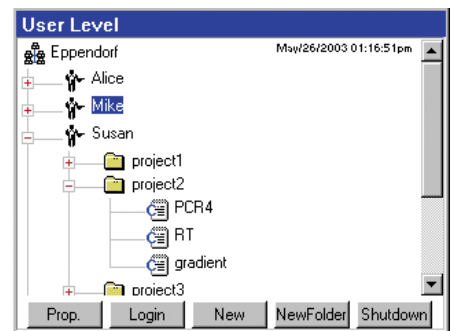 User Level
Eppendorf May/26/2003 01:16:51pm
Alice
Mike
Susan
project1
project2
PCR4
RT
gradient
project3
Prop. Login New NewFolder Shutdown